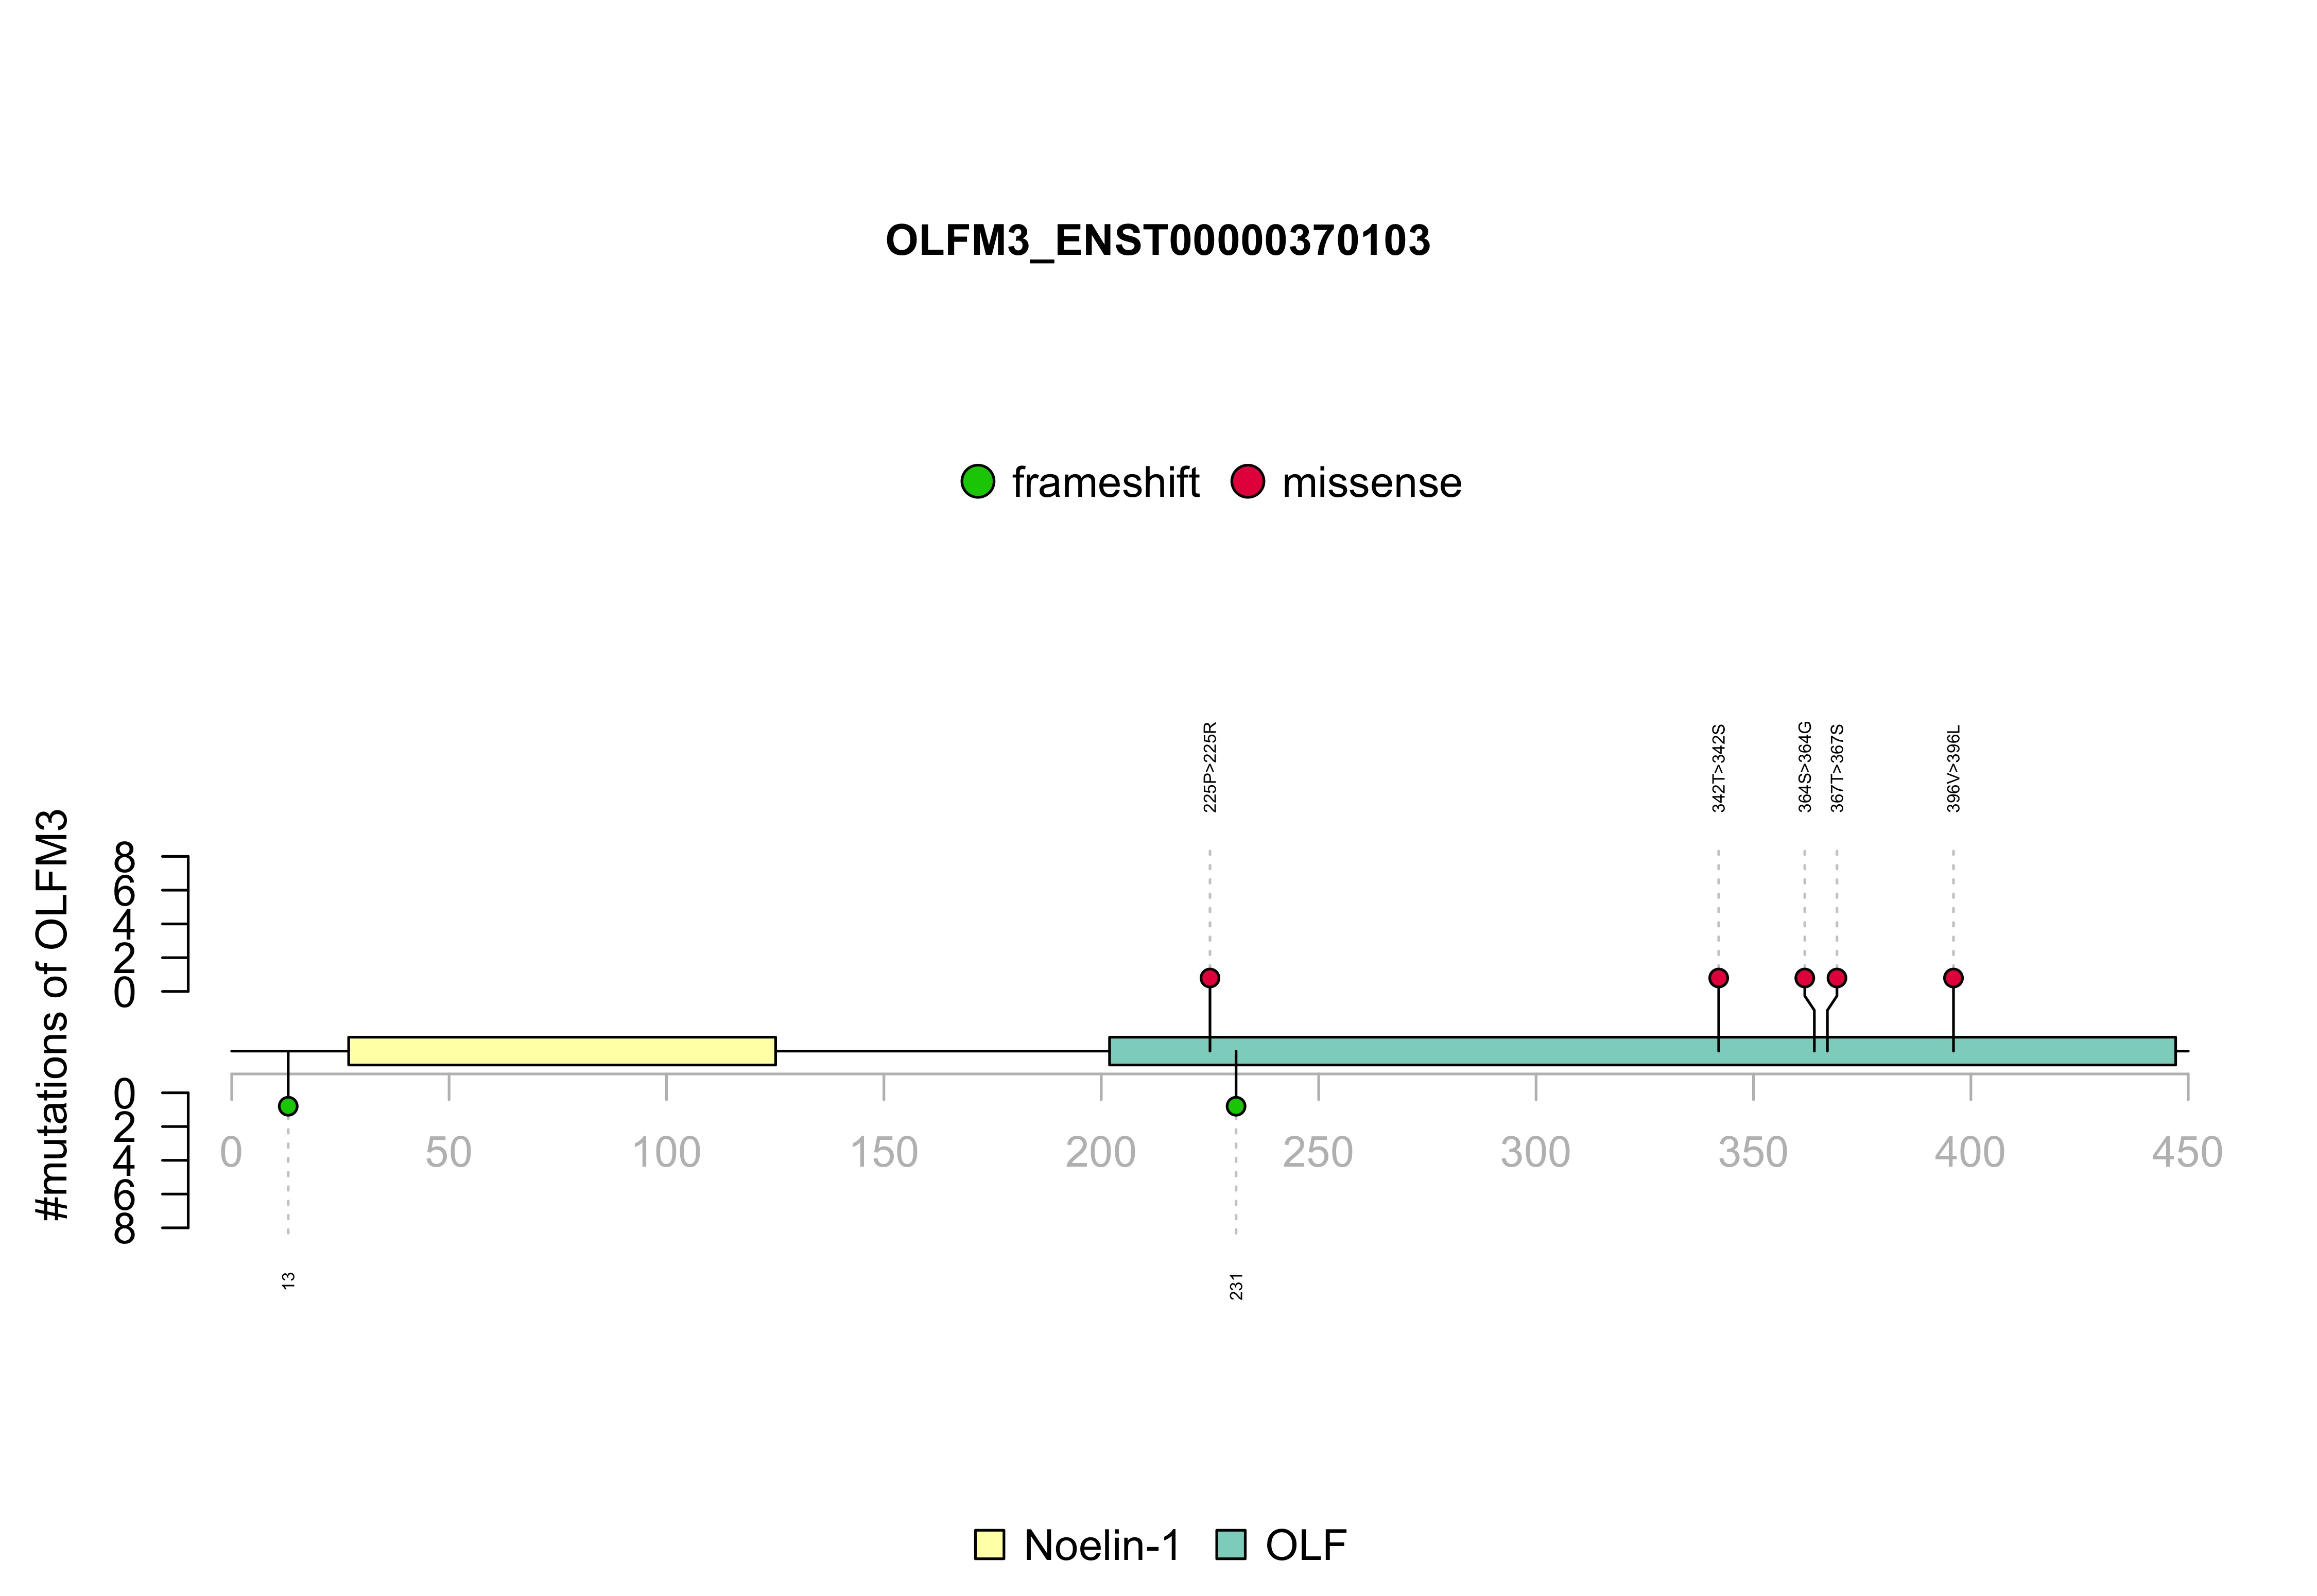 OLFM3_ENST00000370103
frameshift missense
225P>225R
342T>342S
364S>364G
367T>367S
396V>396L
#mutations of OLFM3
8
6
4
2
0
0
2
4
6
8
0 50 100 150 200 250 300 350 400 450
13
231
Noelin-1 OLF